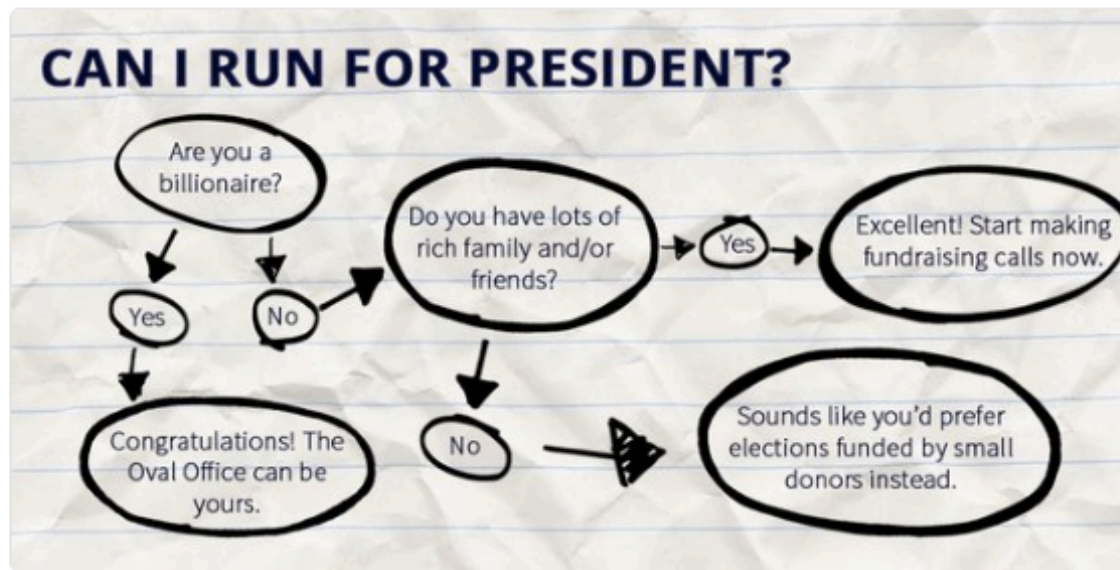 CAN I RUN FOR PRESIDENT?
Are you a
billionaire?
Yes
No
Congratulations! The
Oval Office can be
yours.
Do you have lots of
rich family and/or
friends?
Yes
Excellent! Start making
fundraising calls now.
No
Sounds like you’d prefer
elections funded by small
donors instead.